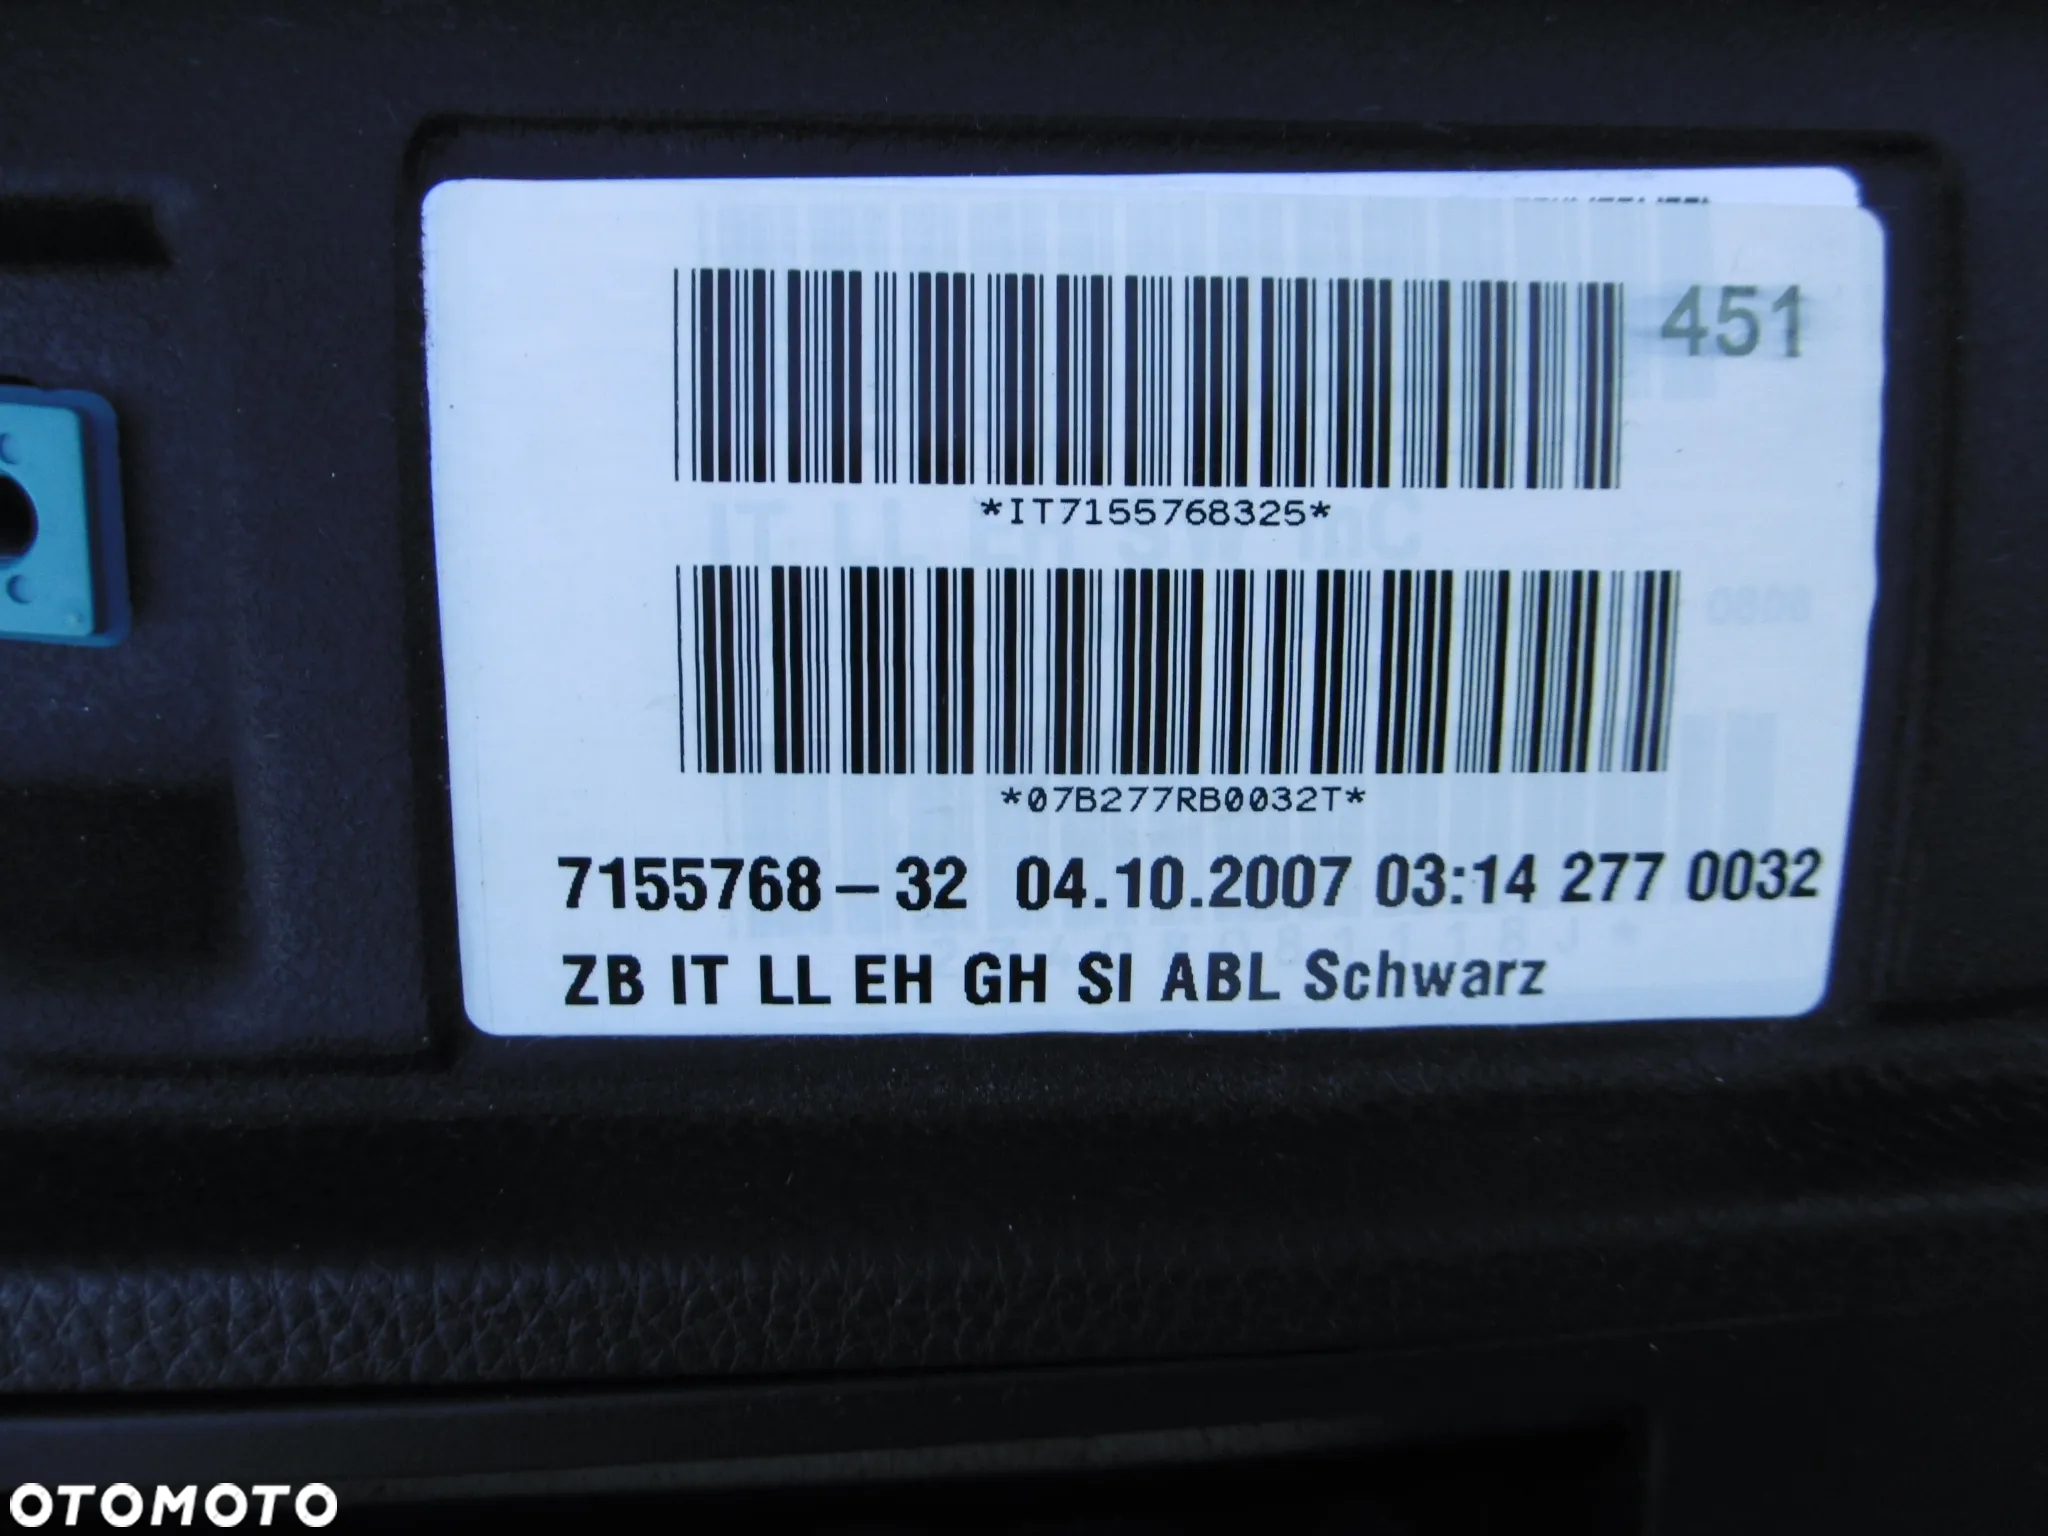 451
*IT7155768325*
*07B277RB0032T*
7155768-32 04.10.2007 03:14 277 0032
ZB IT LL EH GH SI ABL Schwarz
OTOMOTO